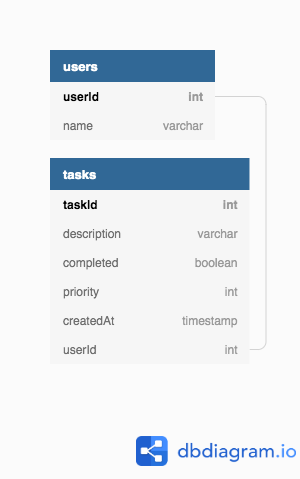 users
userId int
name varchar
tasks
taskId int
description varchar
completed boolean
priority int
createdAt timestamp
userId int
dbdiagram.io